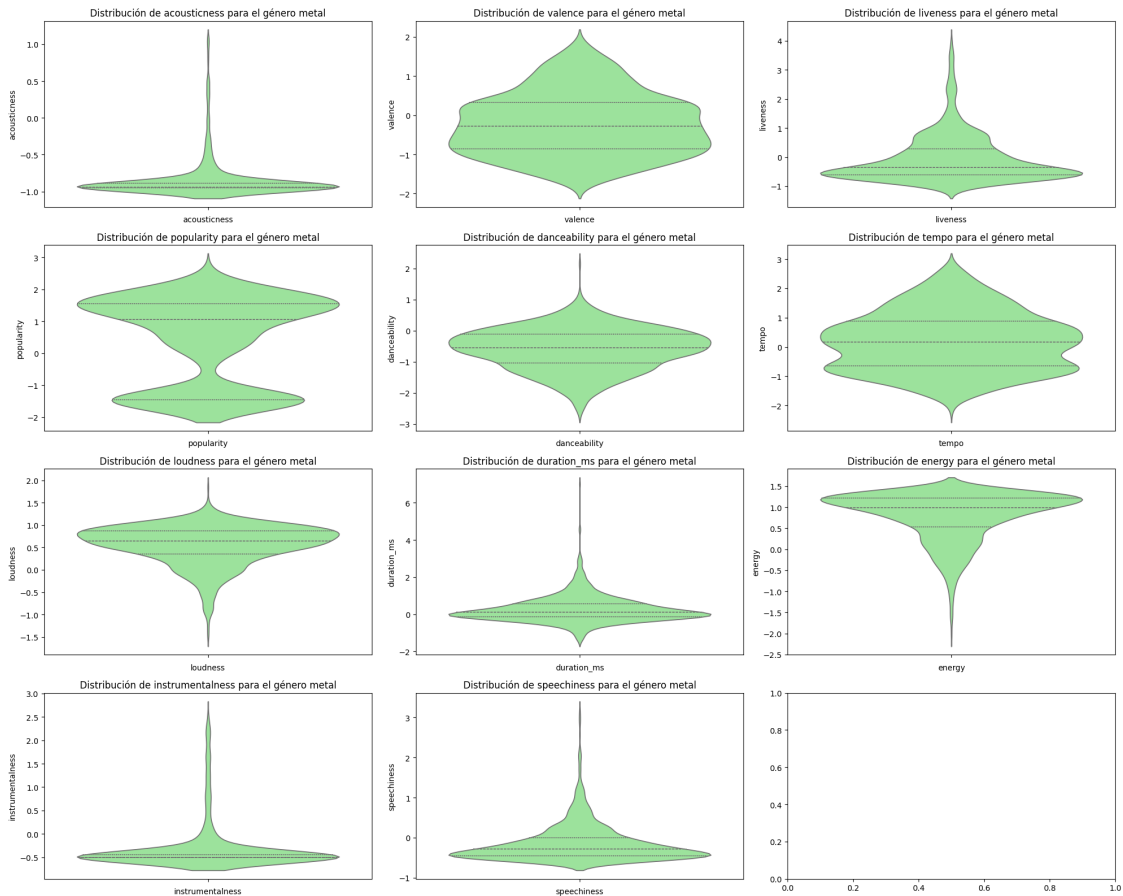 Distribución de acousticness para el género metal
1.0
0.5
0.0
−0.5
−1.0
acousticness
acousticness
Distribución de valence para el género metal
2
1
0
−1
−2
valence
valence
Distribución de liveness para el género metal
4
3
2
1
0
−1
liveness
liveness
Distribución de popularity para el género metal
3
2
1
0
−1
−2
popularity
popularity
Distribución de danceability para el género metal
2
1
0
−1
−2
−3
danceability
danceability
Distribución de tempo para el género metal
3
2
1
0
−1
−2
tempo
tempo
Distribución de loudness para el género metal
2.0
1.5
1.0
0.5
0.0
−0.5
−1.0
−1.5
loudness
loudness
Distribución de duration_ms para el género metal
6
4
2
0
−2
duration_ms
duration_ms
Distribución de energy para el género metal
1.5
1.0
0.5
0.0
−0.5
−1.0
−1.5
−2.0
−2.5
energy
energy
Distribución de instrumentalness para el género metal
3.0
2.5
2.0
1.5
1.0
0.5
0.0
−0.5
instrumentalness
instrumentalness
Distribución de speechiness para el género metal
3
2
1
0
−1
speechiness
speechiness
1.0
0.8
0.6
0.4
0.2
0.0
0.0 0.2 0.4 0.6 0.8 1.0